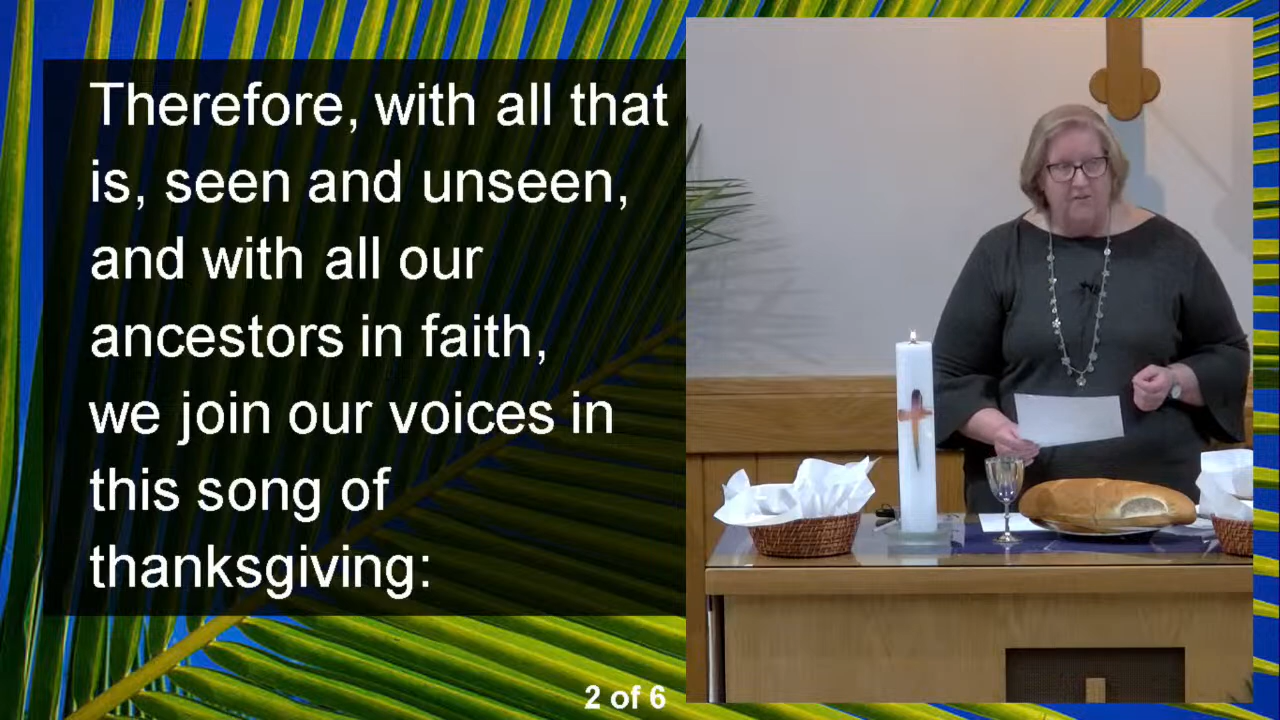 Therefore, with all that
is, seen and unseen,
and with all our
ancestors in faith,
we join our voices in
this song of
thanksgiving:
2 of 6